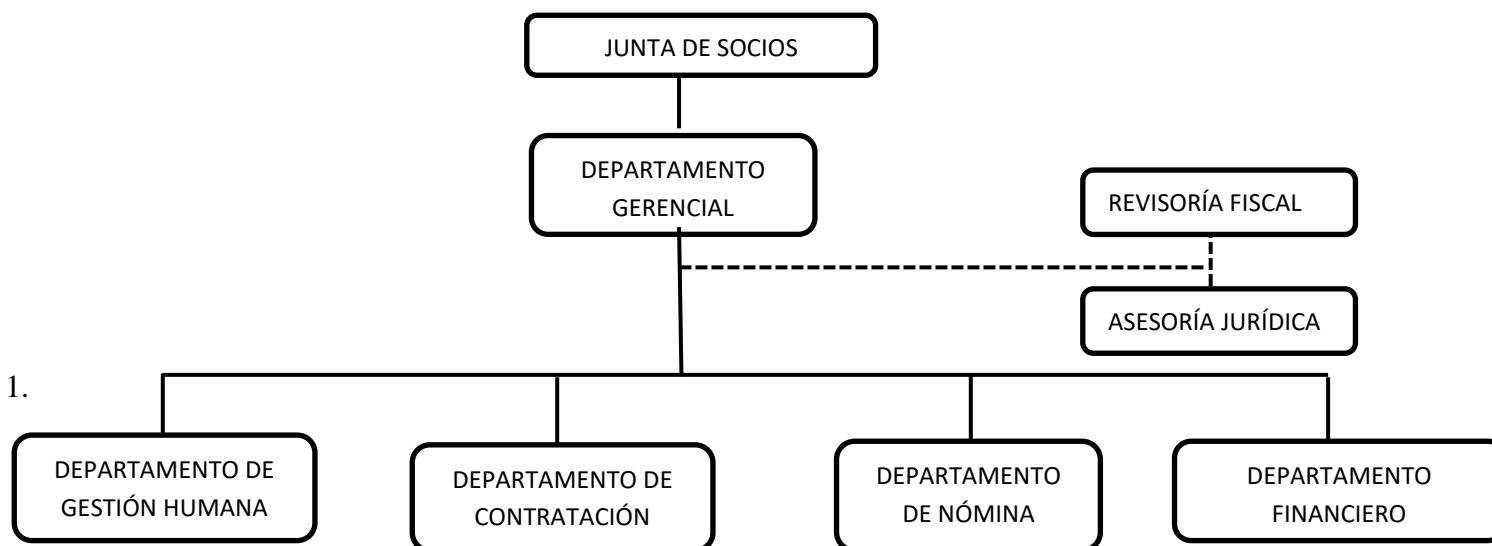 JUNTA DE SOCIOS
DEPARTAMENTO
GERENCIAL
REVISORÍA FISCAL
ASESORÍA JURÍDICA
1.
DEPARTAMENTO DE
GESTIÓN HUMANA
DEPARTAMENTO DE
CONTRATACIÓN
DEPARTAMENTO
DE NÓMINA
DEPARTAMENTO
FINANCIERO